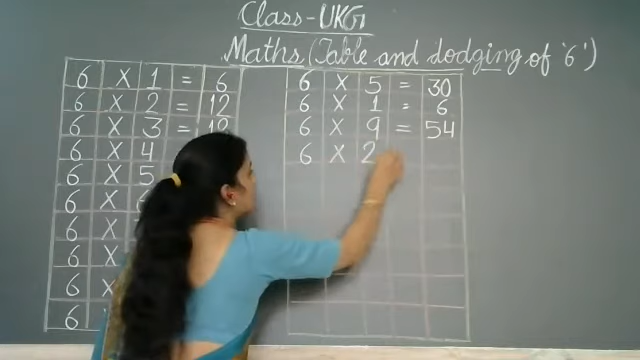 Class-UKG
Maths (Table and dodging of '6')
6 X 1 = 6
6 X 2 = 12
6 X 3 = 18
6 X 4
6 X 5
6 X
6 X
6 X
6
6
6 X 5 = 30
6 X 1 = 6
6 X 9 = 54
6 X 2